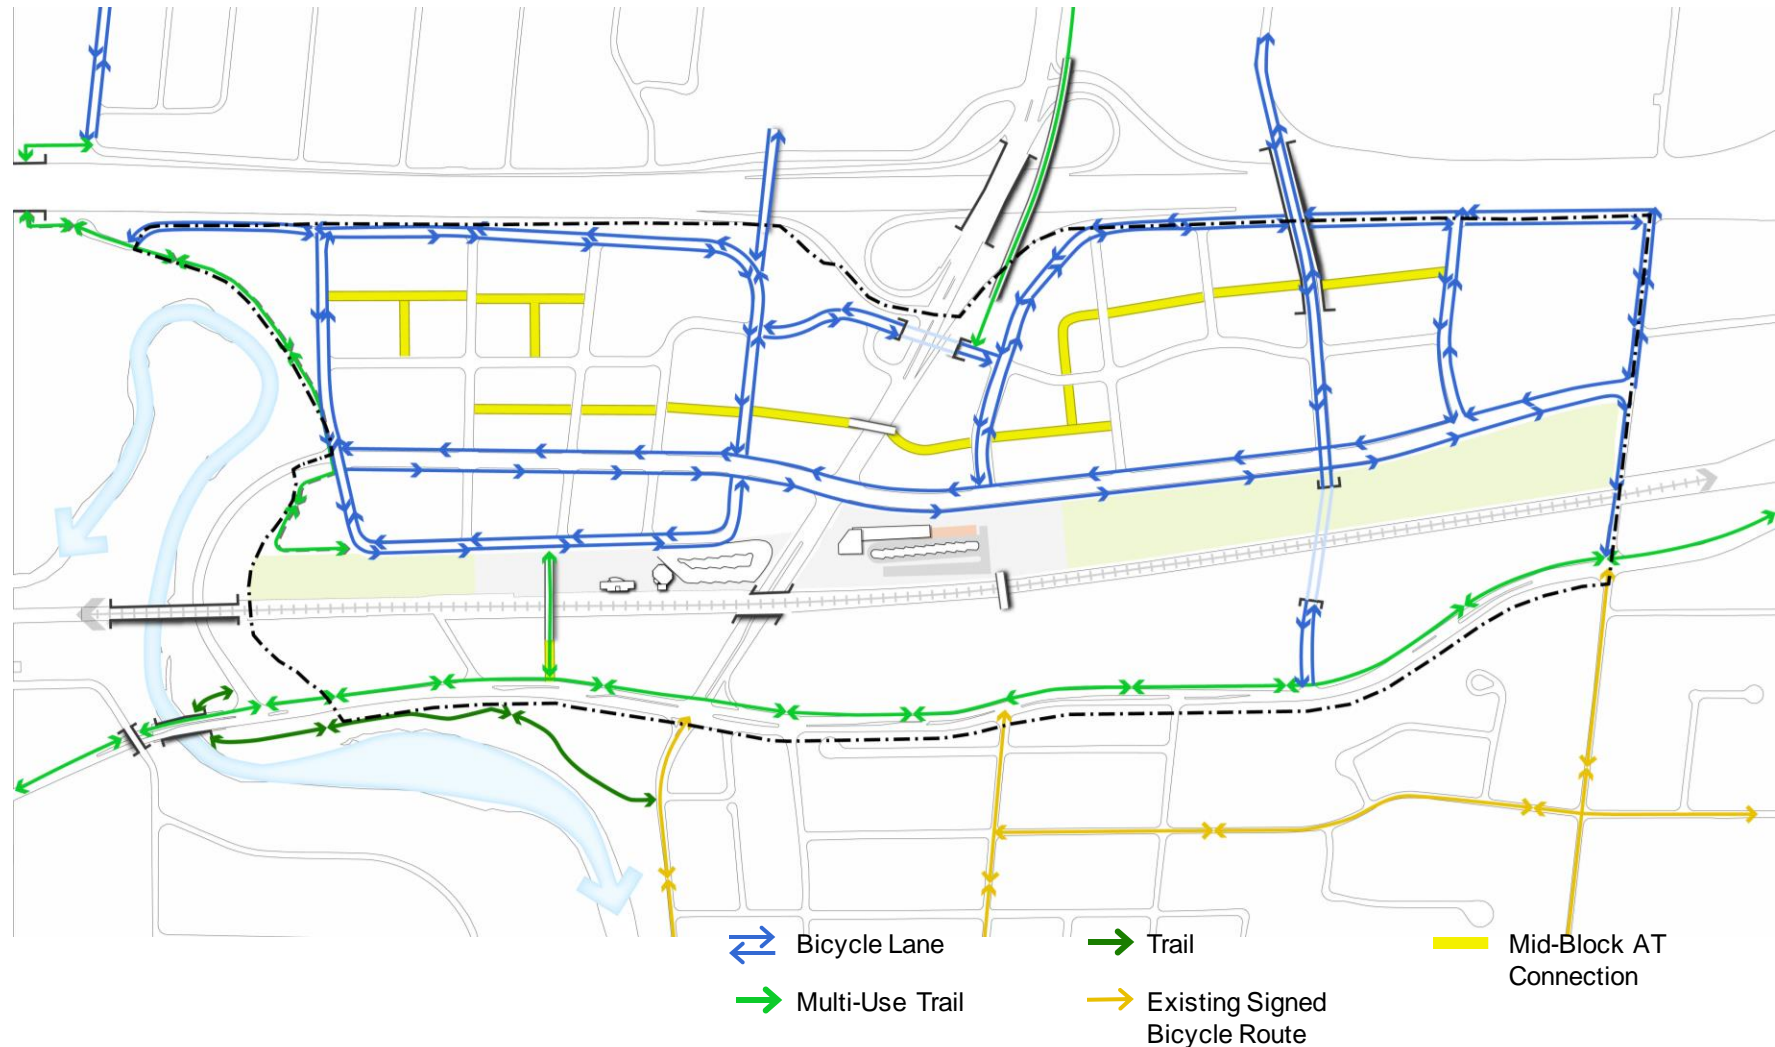 Bicycle Lane
Multi-Use Trail
Trail
Existing Signed
Bicycle Route
Mid-Block AT
Connection